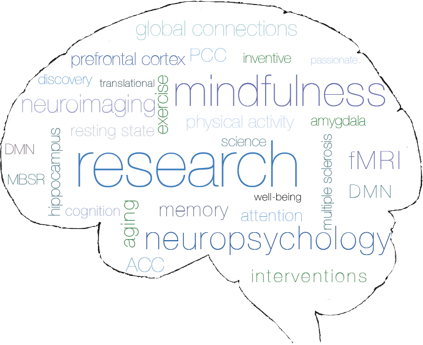 global connections
prefrontal cortex PCC inventive passionate..
discovery translational exercise mindfulness
neuroimaging
resting state physical activity amygdala
DMN hippocampus science multiple sclerosis
research fMRI
MBSR DMN
well-being
cognition aging memory attention
neuropsychology
ACC
interventions